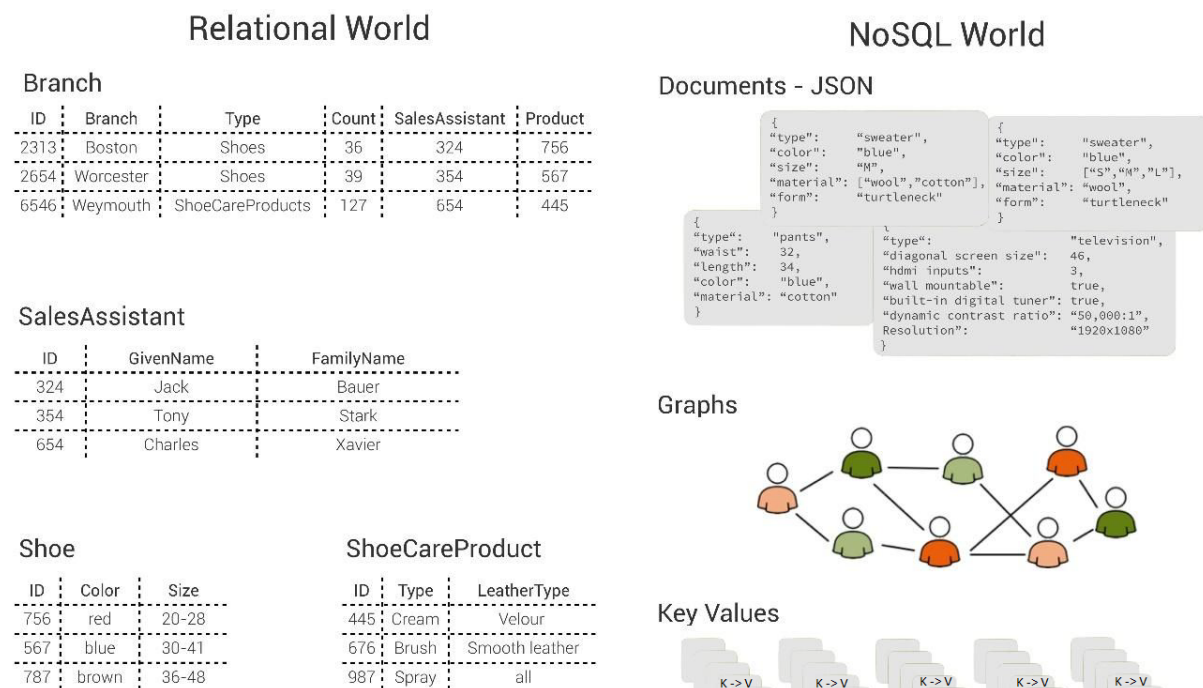 Relational World
Branch
ID Branch Type Count SalesAssistant Product
2313 Boston Shoes 36 324 756
2654 Worcester Shoes 39 354 567
6546 Weymouth ShoeCareProducts 127 654 445
SalesAssistant
ID GivenName FamilyName
324 Jack Bauer
354 Tony Stark
654 Charles Xavier
Shoe
ID Color Size
756 red 20-28
567 blue 30-41
787 brown 36-48
ShoeCareProduct
ID Type LeatherType
445 Cream Velour
676 Brush Smooth leather
987 Spray all
NoSQL World
Documents - JSON
{
“type": "sweater",
“color": "blue",
“size": “M”,
“material": [“wool”,”cotton”],
“form": “turtleneck"
}
{
“type": "sweater",
“color": "blue",
“size": [“S”,“M”,”L”],
“material": “wool”,
“form": “turtleneck"
}
{
“type“: "pants",
“waist": 32,
“length": 34,
“color": "blue",
“material": “cotton"
}
{
“type“: "television",
“diagonal screen size": 46,
“hdmi inputs": 3,
“wall mountable": true,
“built-in digital tuner": true,
“dynamic contrast ratio": “50,000:1”,
Resolution": “1920x1080”
}
Graphs
Key Values
K -> V K -> V K -> V K -> V K -> V